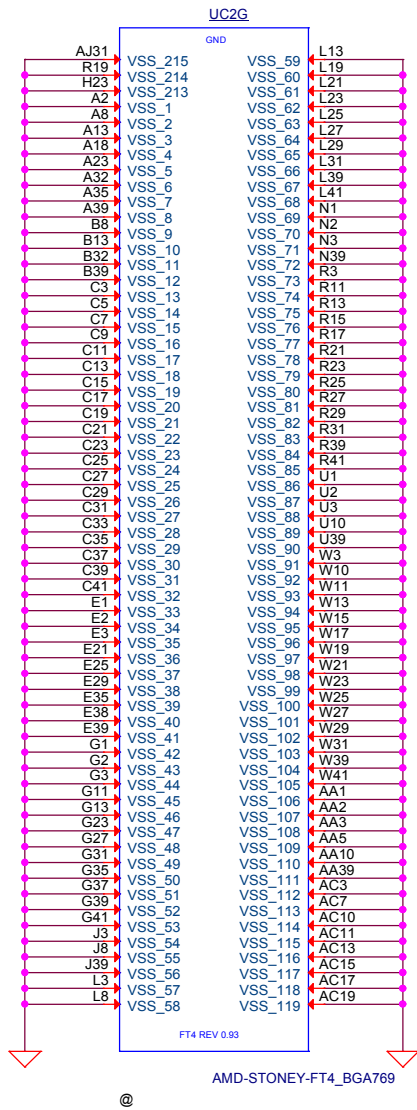 UC2G
GND
AJ31 VSS_215 VSS_59 L13
R19 VSS_214 VSS_60 L19
H23 VSS_213 VSS_61 L21
A2 VSS_1 VSS_62 L23
A8 VSS_2 VSS_63 L25
A13 VSS_3 VSS_64 L27
A18 VSS_4 VSS_65 L29
A23 VSS_5 VSS_66 L31
A32 VSS_6 VSS_67 L39
A35 VSS_7 VSS_68 L41
A39 VSS_8 VSS_69 N1
B8 VSS_9 VSS_70 N2
B13 VSS_10 VSS_71 N3
B32 VSS_11 VSS_72 N39
B39 VSS_12 VSS_73 R3
C3 VSS_13 VSS_74 R11
C5 VSS_14 VSS_75 R13
C7 VSS_15 VSS_76 R15
C9 VSS_16 VSS_77 R17
C11 VSS_17 VSS_78 R21
C13 VSS_18 VSS_79 R23
C15 VSS_19 VSS_80 R25
C17 VSS_20 VSS_81 R27
C19 VSS_21 VSS_82 R29
C21 VSS_22 VSS_83 R31
C23 VSS_23 VSS_84 R39
C25 VSS_24 VSS_85 R41
C27 VSS_25 VSS_86 U1
C29 VSS_26 VSS_87 U2
C31 VSS_27 VSS_88 U3
C33 VSS_28 VSS_89 U10
C35 VSS_29 VSS_90 U39
C37 VSS_30 VSS_91 W3
C39 VSS_31 VSS_92 W10
C41 VSS_32 VSS_93 W11
E1 VSS_33 VSS_94 W13
E2 VSS_34 VSS_95 W15
E3 VSS_35 VSS_96 W17
E21 VSS_36 VSS_97 W19
E25 VSS_37 VSS_98 W21
E29 VSS_38 VSS_99 W23
E35 VSS_39 VSS_100 W25
E38 VSS_40 VSS_101 W27
E39 VSS_41 VSS_102 W29
G1 VSS_42 VSS_103 W31
G2 VSS_43 VSS_104 W39
G3 VSS_44 VSS_105 W41
G11 VSS_45 VSS_106 AA1
G13 VSS_46 VSS_107 AA2
G23 VSS_47 VSS_108 AA3
G27 VSS_48 VSS_109 AA5
G31 VSS_49 VSS_110 AA10
G35 VSS_50 VSS_111 AA39
G37 VSS_51 VSS_112 AC3
G39 VSS_52 VSS_113 AC7
G41 VSS_53 VSS_114 AC10
J3 VSS_54 VSS_115 AC11
J8 VSS_55 VSS_116 AC13
J39 VSS_56 VSS_117 AC15
L3 VSS_57 VSS_118 AC17
L8 VSS_58 VSS_119 AC19
FT4 REV 0.93
AMD-STONEY-FT4_BGA769
@